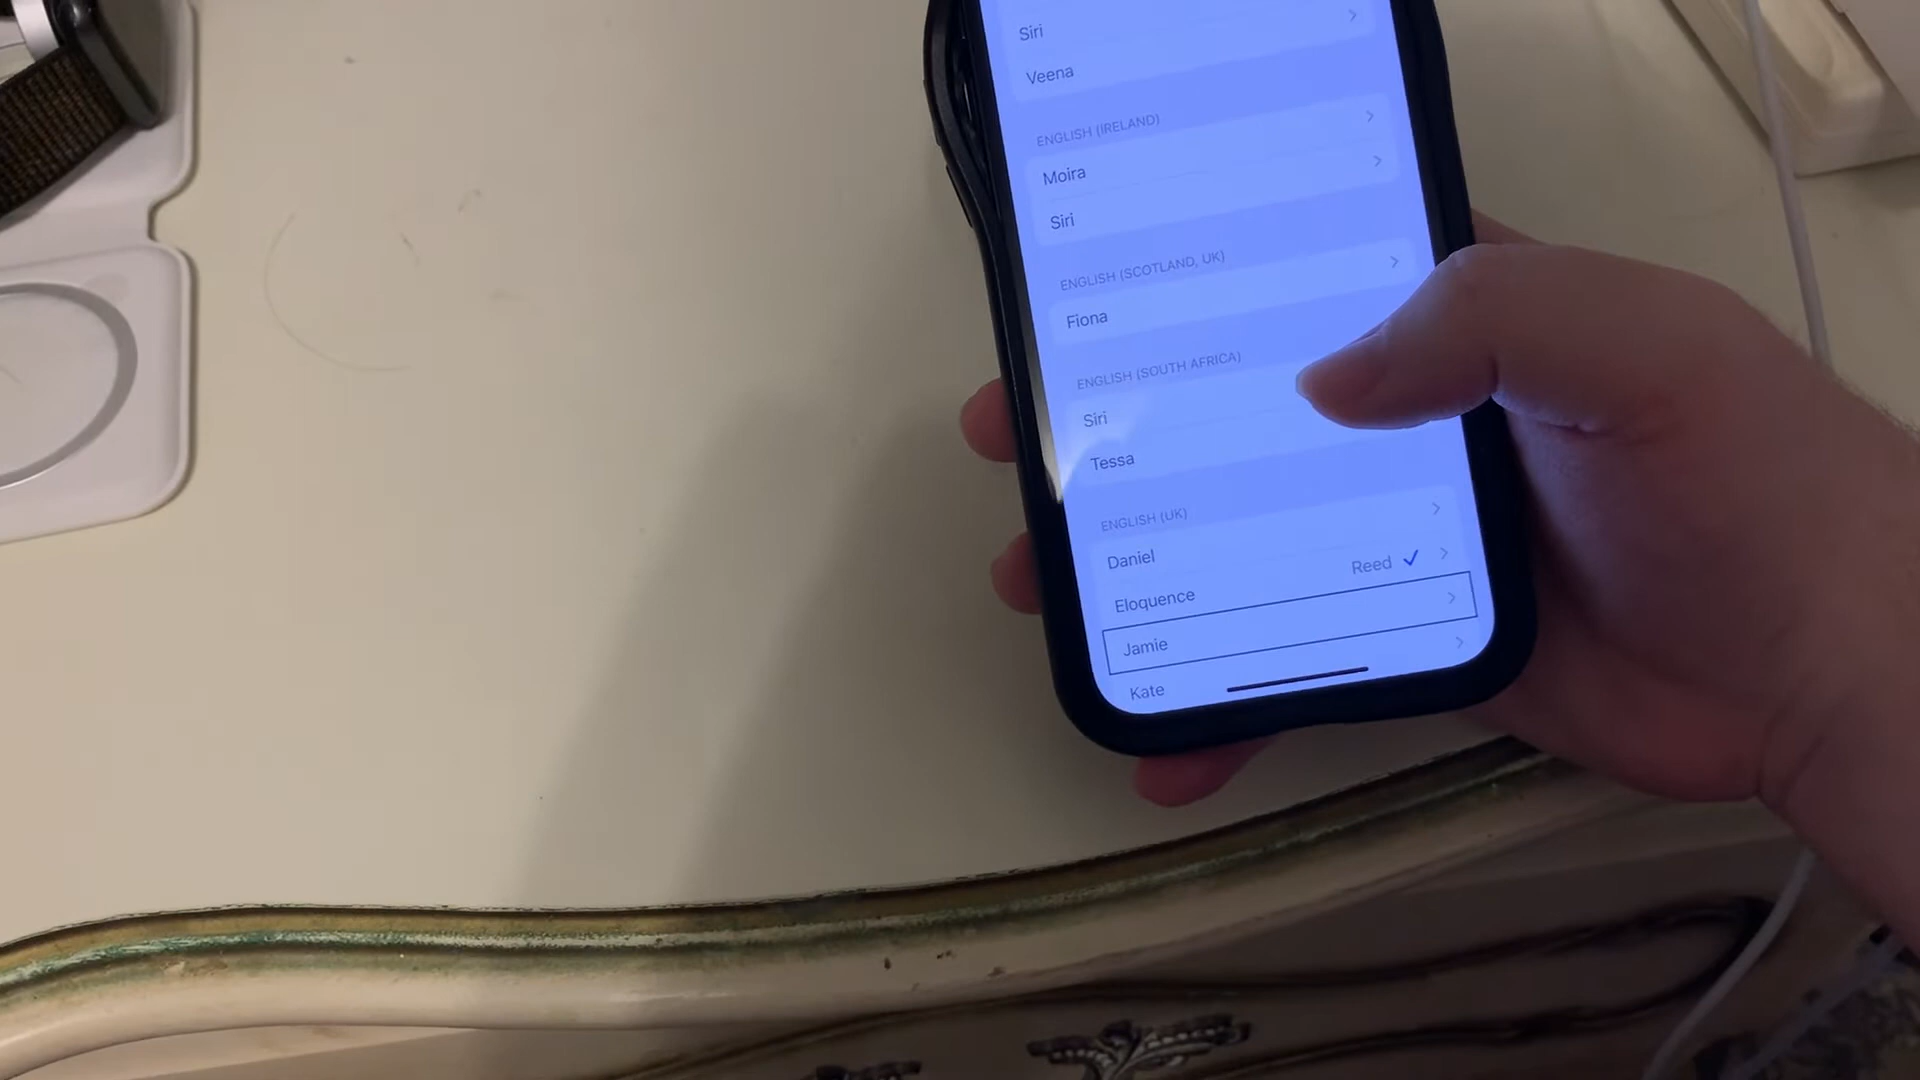 Siri
Veena
ENGLISH (IRELAND)
Moira
Siri
ENGLISH (SCOTLAND, UK)
Fiona
ENGLISH (SOUTH AFRICA)
Siri
Tessa
ENGLISH (UK)
Daniel
Eloquence Reed
Jamie
Kate